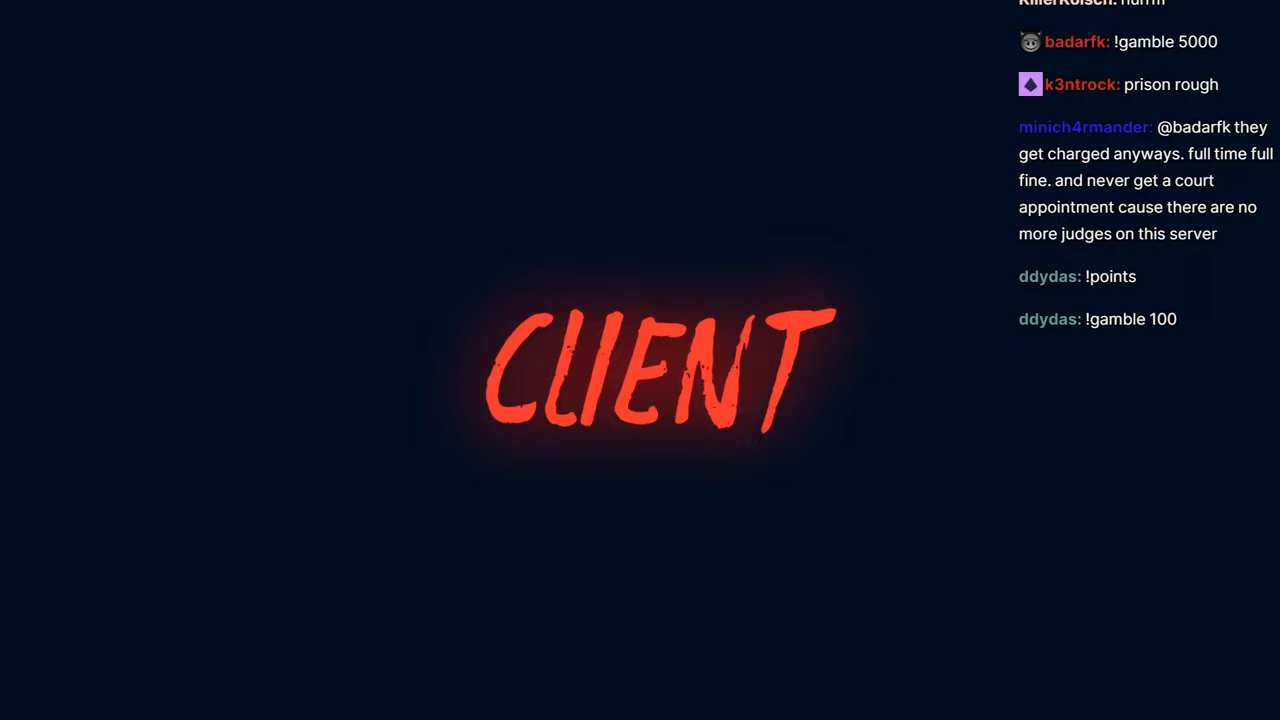 badarfk: !gamble 5000
k3ntrock: prison rough
minich4rmander: @badarfk they
get charged anyways. full time full
fine. and never get a court
appointment cause there are no
more judges on this server
ddydas: !points
ddydas: !gamble 100
CLIENT